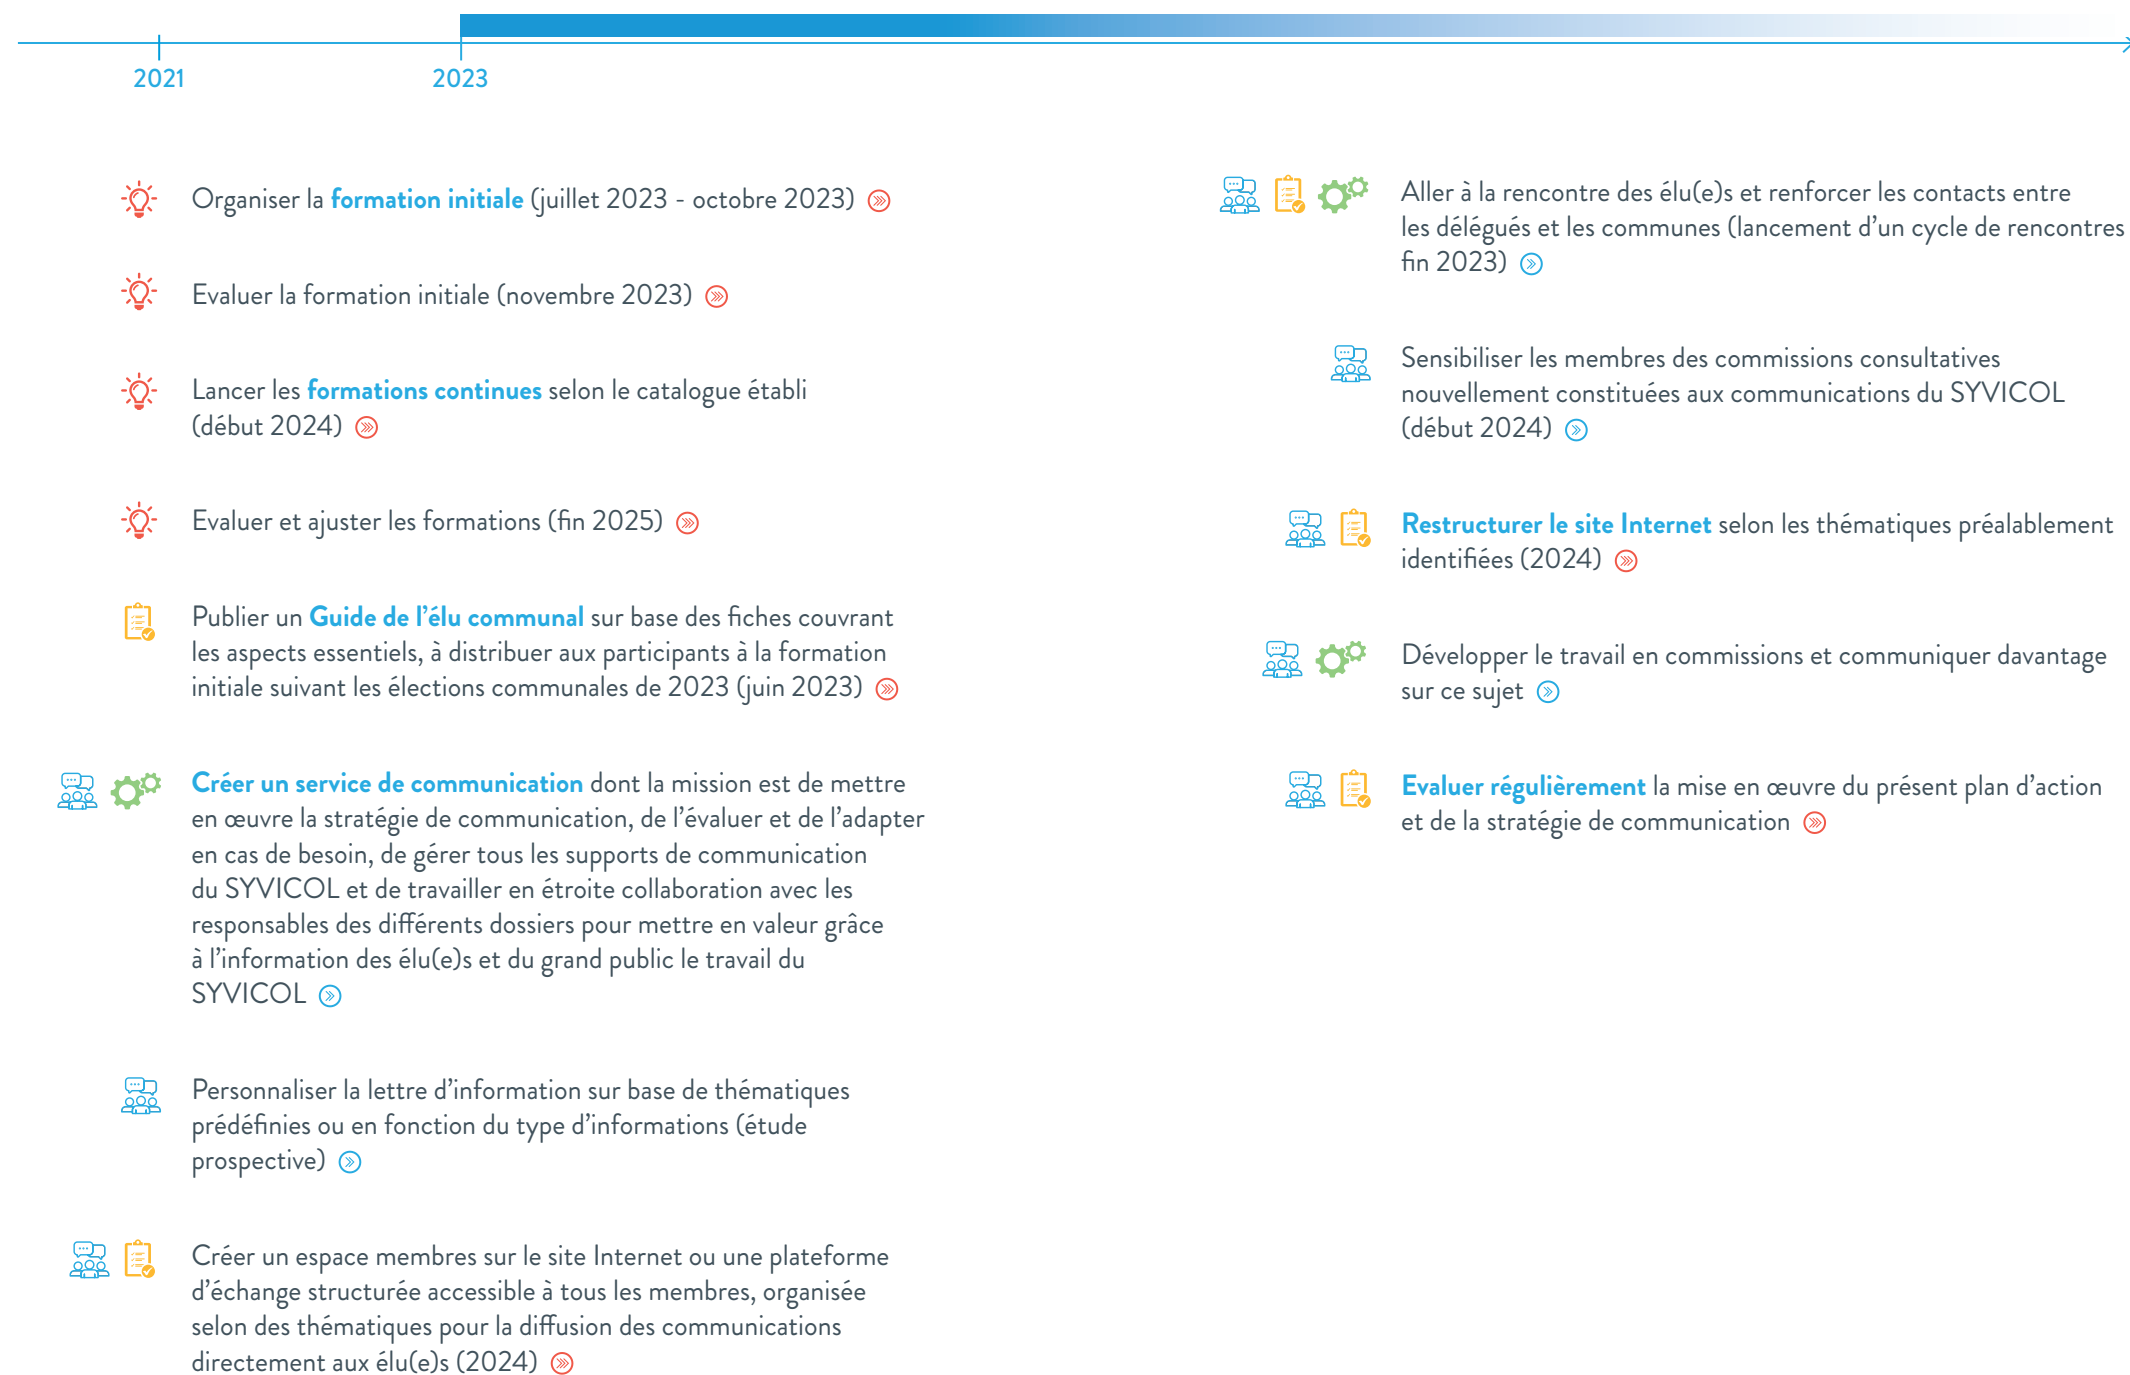 2021
2023
Organiser la formation initiale (juillet 2023 - octobre 2023)
Evaluer la formation initiale (novembre 2023)
Lancer les formations continues selon le catalogue établi
(début 2024)
Evaluer et ajuster les formations (fin 2025)
Publier un Guide de l’élu communal sur base des fiches couvrant
les aspects essentiels, à distribuer aux participants à la formation
initiale suivant les élections communales de 2023 (juin 2023)
Créer un service de communication dont la mission est de mettre
en œuvre la stratégie de communication, de l’évaluer et de l’adapter
en cas de besoin, de gérer tous les supports de communication
du SYVICOL et de travailler en étroite collaboration avec les
responsables des différents dossiers pour mettre en valeur grâce
à l’information des élu(e)s et du grand public le travail du
SYVICOL
Personnaliser la lettre d’information sur base de thématiques
prédéfinies ou en fonction du type d’informations (étude
prospective)
Créer un espace membres sur le site Internet ou une plateforme
d’échange structurée accessible à tous les membres, organisée
selon des thématiques pour la diffusion des communications
directement aux élu(e)s (2024)
Aller à la rencontre des élu(e)s et renforcer les contacts entre
les délégués et les communes (lancement d’un cycle de rencontres
fin 2023)
Sensibiliser les membres des commissions consultatives
nouvellement constituées aux communications du SYVICOL
(début 2024)
Restructurer le site Internet selon les thématiques préalablement
identifiées (2024)
Développer le travail en commissions et communiquer davantage
sur ce sujet
Evaluer régulièrement la mise en œuvre du présent plan d’action
et de la stratégie de communication